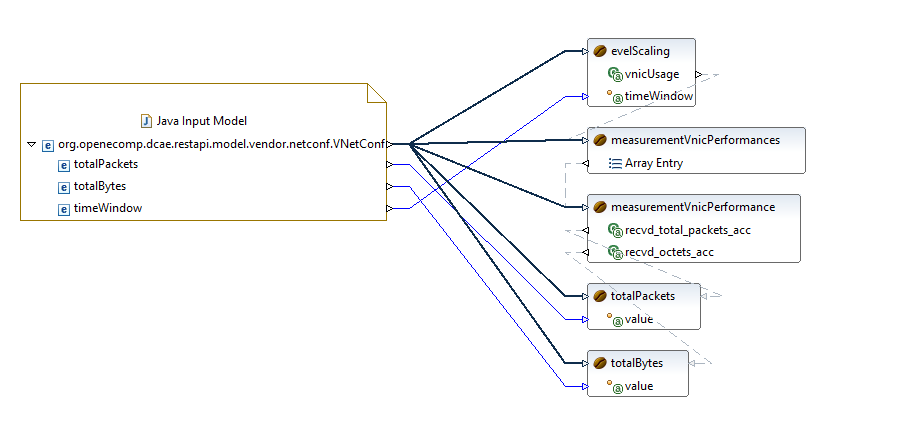 Java Input Model
org.openecomp.dcae.restapi.model.vendor.netconf.VNetConf
totalPackets
totalBytes
timeWindow
evelScaling
vnicUsage
timeWindow
measurementVnicPerformances
Array Entry
measurementVnicPerformance
recvd_total_packets_acc
recvd_octets_acc
totalPackets
value
totalBytes
value